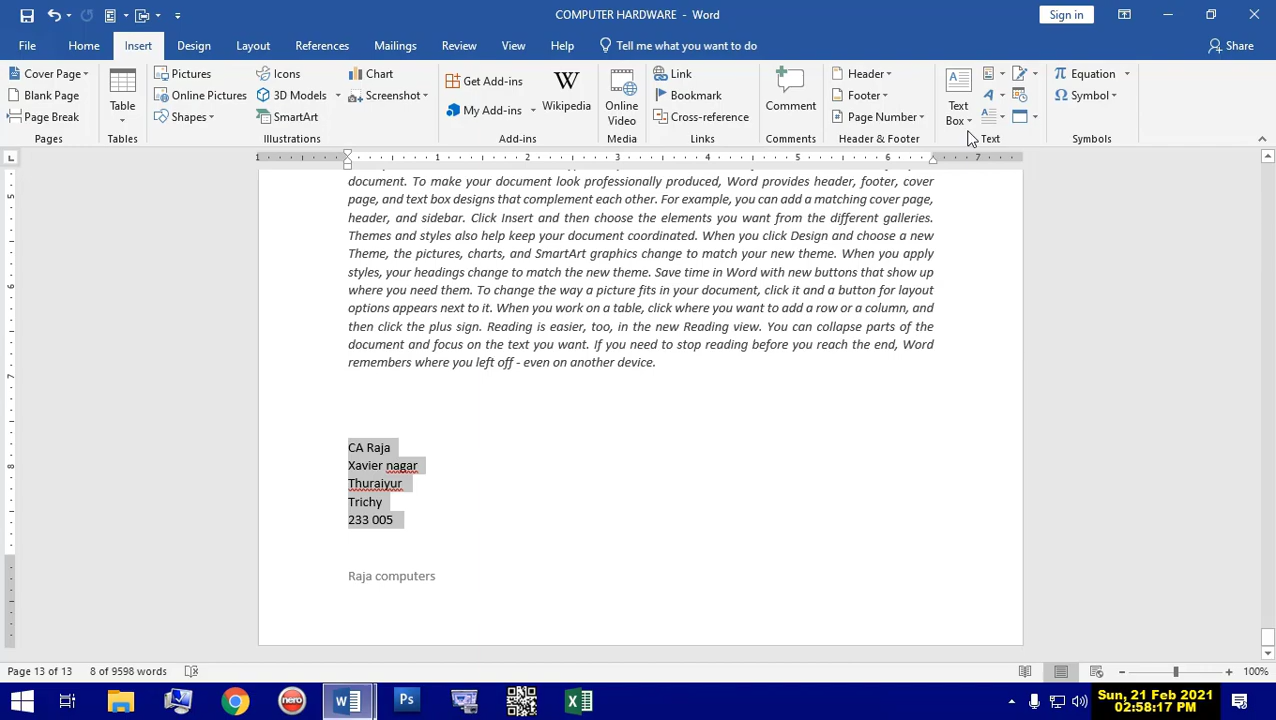 COMPUTER HARDWARE - Word
Sign in
File Home Insert Design Layout References Mailings Review View Help Tell me what you want to do Share
Cover Page
Blank Page
Page Break
Pages
Table
Tables
Pictures
Online Pictures
Shapes
Icons
3D Models
SmartArt
Chart
Screenshot
Illustrations
Get Add-ins
My Add-ins
Wikipedia
Add-ins
Online
Video
Media
Link
Bookmark
Cross-reference
Links
Comment
Comments
Header
Footer
Page Number
Header & Footer
Text
Box
Text
Equation
Symbol
Symbols
1 1 2 3 4 5 6 7
5
6
7
8
document. To make your document look professionally produced, Word provides header, footer, cover
page, and text box designs that complement each other. For example, you can add a matching cover page,
header, and sidebar. Click Insert and then choose the elements you want from the different galleries.
Themes and styles also help keep your document coordinated. When you click Design and choose a new
Theme, the pictures, charts, and SmartArt graphics change to match your new theme. When you apply
styles, your headings change to match the new theme. Save time in Word with new buttons that show up
where you need them. To change the way a picture fits in your document, click it and a button for layout
options appears next to it. When you work on a table, click where you want to add a row or a column, and
then click the plus sign. Reading is easier, too, in the new Reading view. You can collapse parts of the
document and focus on the text you want. If you need to stop reading before you reach the end, Word
remembers where you left off - even on another device.
CA Raja
Xavier nagar
Thuraiyur
Trichy
233 005
Raja computers
Page 13 of 13 8 of 9598 words
100%
nero
Ps
Sun, 21 Feb 2021
02:58:17 PM